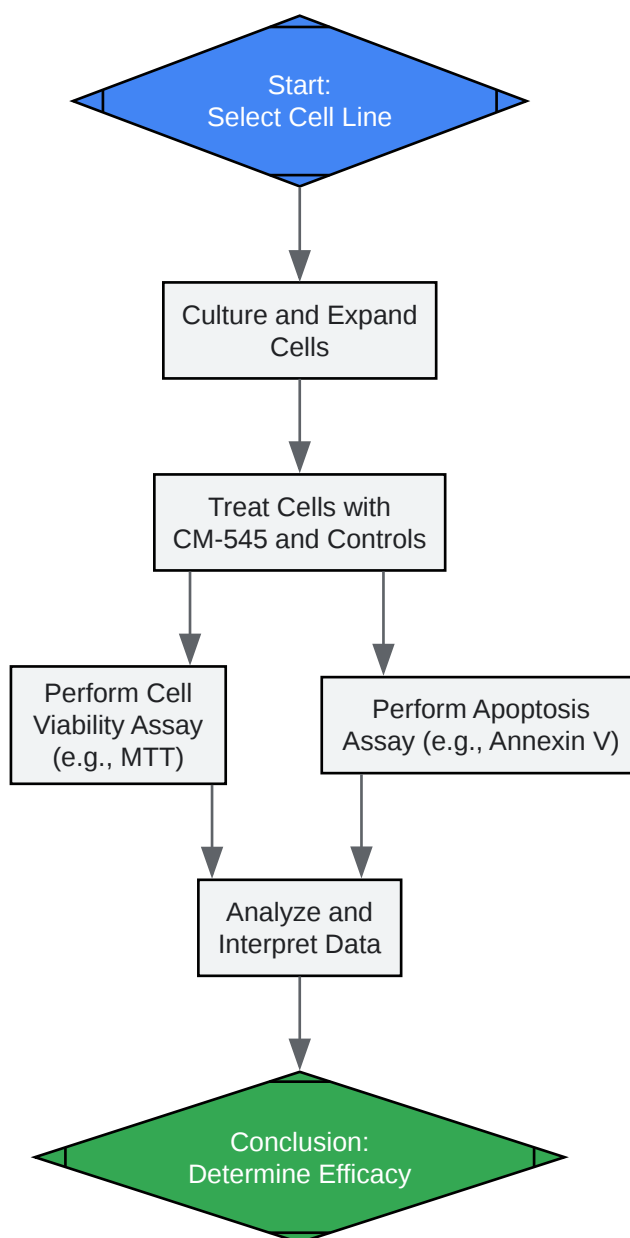 Start:
Select Cell Line
Culture and Expand
Cells
Treat Cells with
CM-545 and Controls
Perform Cell
Viability Assay
(e.g., MTT)
Perform Apoptosis
Assay (e.g., Annexin V)
Analyze and
Interpret Data
Conclusion:
Determine Efficacy